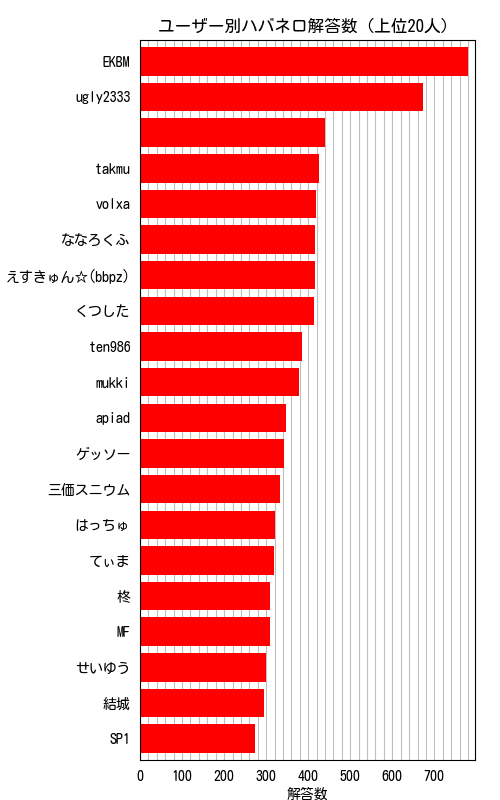 ユーザー別ハバネロ解答数 (上位20人)
EKBM
ugly2333
takmu
volxa
ななろくふ
えすきゅん☆(bbpz)
くつした
ten986
mukki
apiad
ゲッソー
三価スニウム
はっちゅ
てぃま
柊
MF
せいゆう
結城
SP1
0 100 200 300 400 500 600 700
解答数